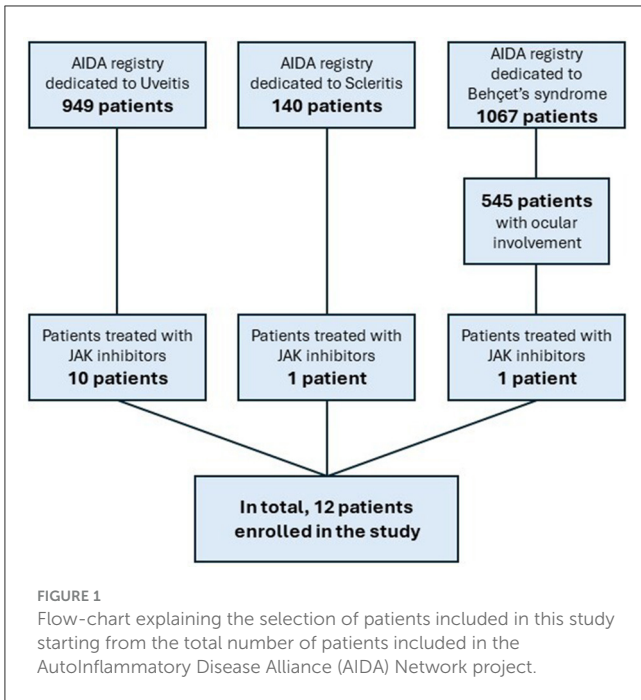 AIDA registry
dedicated to Uveitis
949 patients
AIDA registry
dedicated to Scleritis
140 patients
AIDA registry
dedicated to
Behçet's syndrome
1067 patients
545 patients
with ocular
involvement
Patients treated with
JAK inhibitors
10 patients
Patients treated with
JAK inhibitors
1 patient
Patients treated with
JAK inhibitors
1 patient
In total, 12 patients
enrolled in the study
FIGURE 1
Flow-chart explaining the selection of patients included in this study
starting from the total number of patients included in the
AutoInflammatory Disease Alliance (AIDA) Network project.